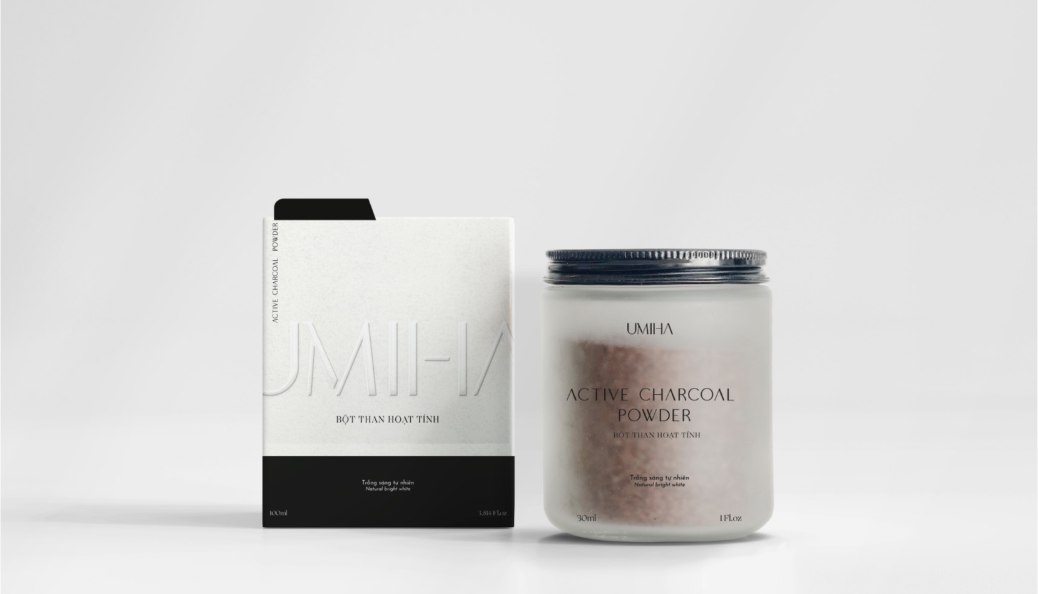 ACTIVE CHARCOAL POWDER
UMIHA
BỘT THAN HOẠT TÍNH
Trắng sáng tự nhiên
Natural bright white
100ml
UMIHA
ACTIVE CHARCOAL
POWDER
BỘT THAN HOẠT TÍNH
Trắng sáng tự nhiên
Natural bright white
30ml
1 Fl.oz